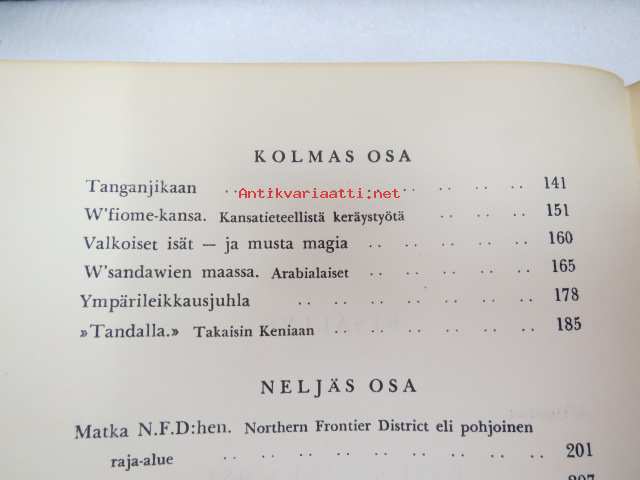 KOLMAS OSA
Tanganjikaan .. .. .. .. .. .. 141
Antikvariaatti.net
W'fiome-kansa. Kansatieteellistä keräystyötä .. .. .. 151
Valkoiset isät — ja musta magia .. .. .. .. .. 160
W'sandawien maassa. Arabialaiset .. .. .. .. .. 165
Ympärileikkausjuhla .. .. .. .. .. .. .. 178
»Tandalla.» Takaisin Keniaan .. .. .. .. .. .. 185
NELJÄS OSA
Matka N.F.D:hen. Northern Frontier District eli pohjoinen
raja-alue .. .. .. .. .. .. .. .. .. 201